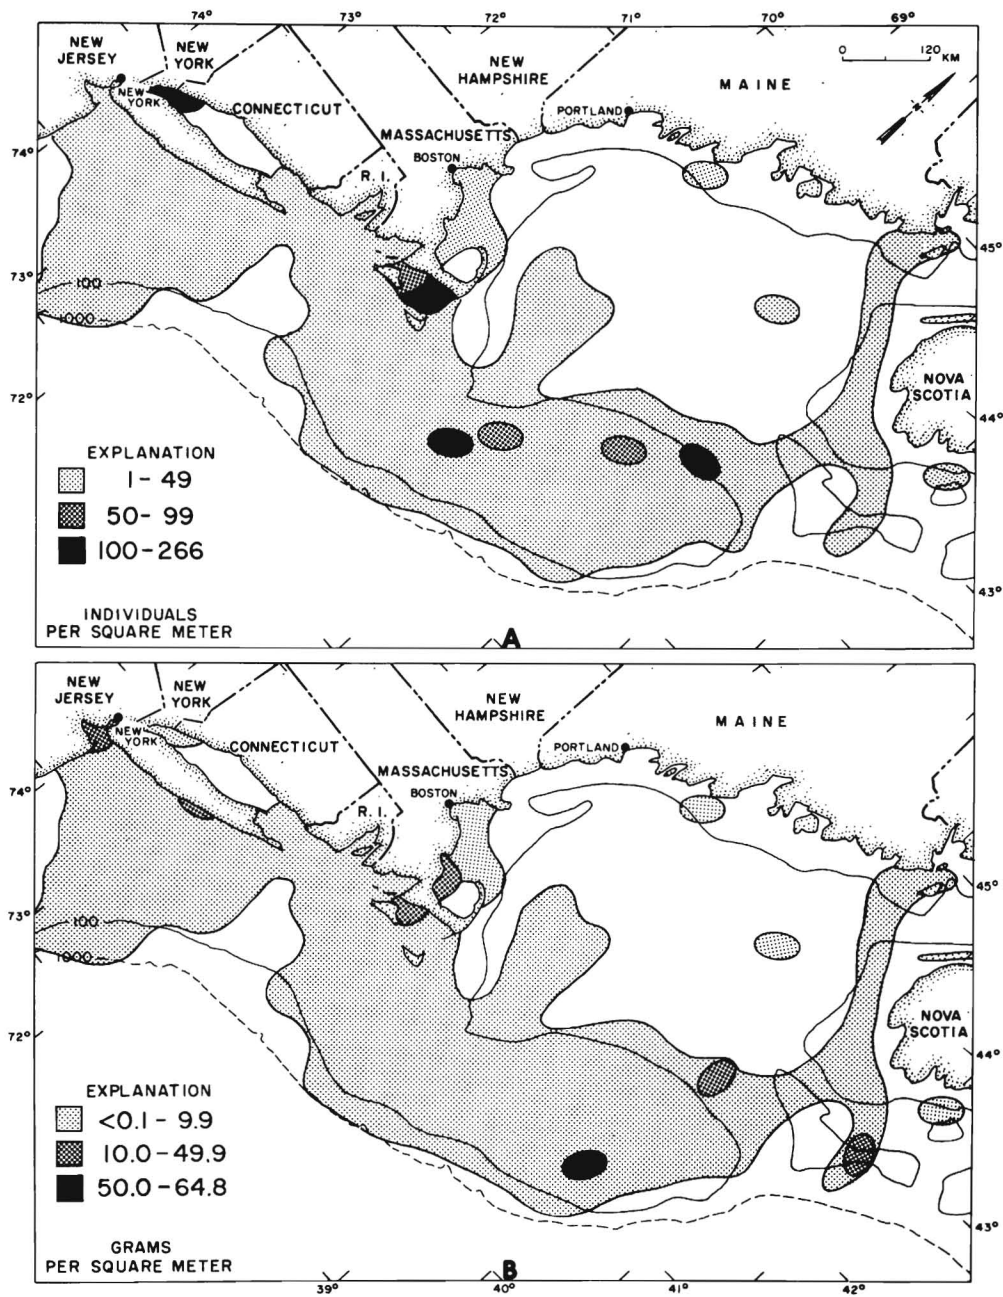 74°
73°
72°
71°
70°
69°
NEW
JERSEY
NEW
YORK
NEW
YORK
CONNECTICUT
NEW
HAMPSHIRE
MAINE
0 120 KM
PORTLAND
MASSACHUSETTS
BOSTON
R. I.
74°
73°
72°
45°
44°
43°
100
1000
NOVA
SCOTIA
EXPLANATION
1-49
50-99
100-266
INDIVIDUALS
PER SQUARE METER
A
NEW
JERSEY
NEW
YORK
NEW
YORK
CONNECTICUT
NEW
HAMPSHIRE
MAINE
PORTLAND
MASSACHUSETTS
BOSTON
R. I.
74°
73°
72°
45°
44°
43°
100
1000
NOVA
SCOTIA
EXPLANATION
<0.1-9.9
10.0-49.9
50.0-64.8
GRAMS
PER SQUARE METER
B
39°
40°
41°
42°